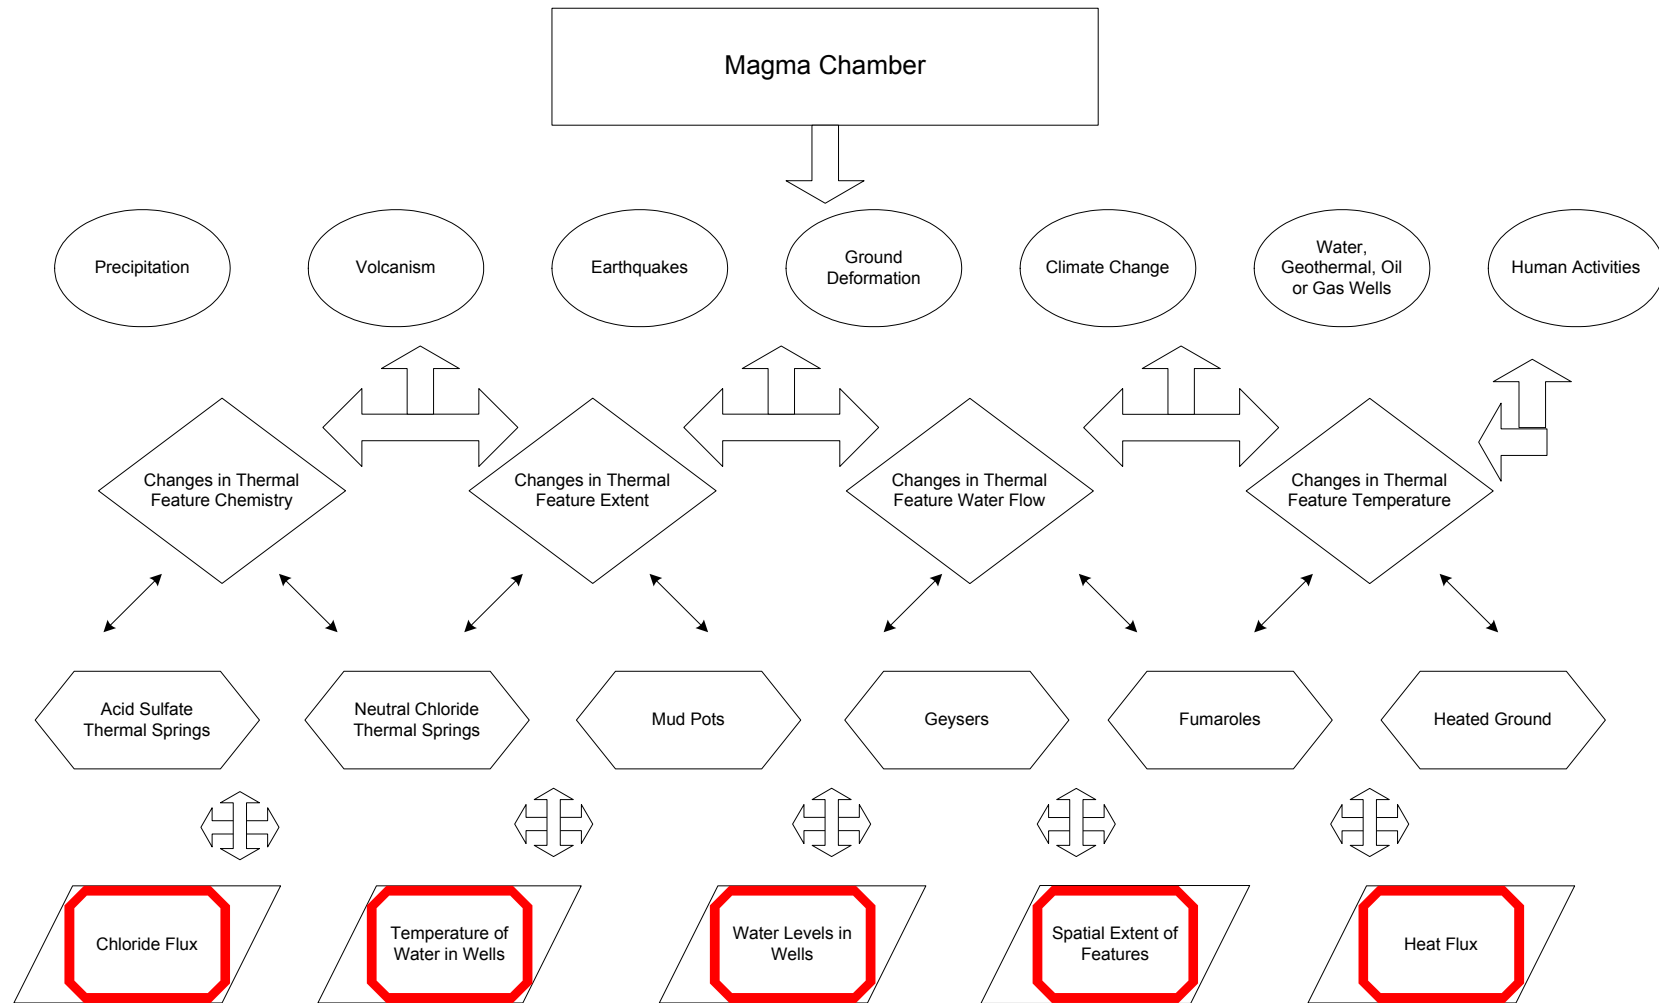 Magma Chamber
Precipitation
Volcanism
Earthquakes
Ground
Deformation
Climate Change
Water,
Geothermal, Oil
or Gas Wells
Human Activities
Changes in Thermal
Feature Chemistry
Changes in Thermal
Feature Extent
Changes in Thermal
Feature Water Flow
Changes in Thermal
Feature Temperature
Acid Sulfate
Thermal Springs
Neutral Chloride
Thermal Springs
Mud Pots
Geysers
Fumaroles
Heated Ground
Chloride Flux
Temperature of
Water in Wells
Water Levels in
Wells
Spatial Extent of
Features
Heat Flux